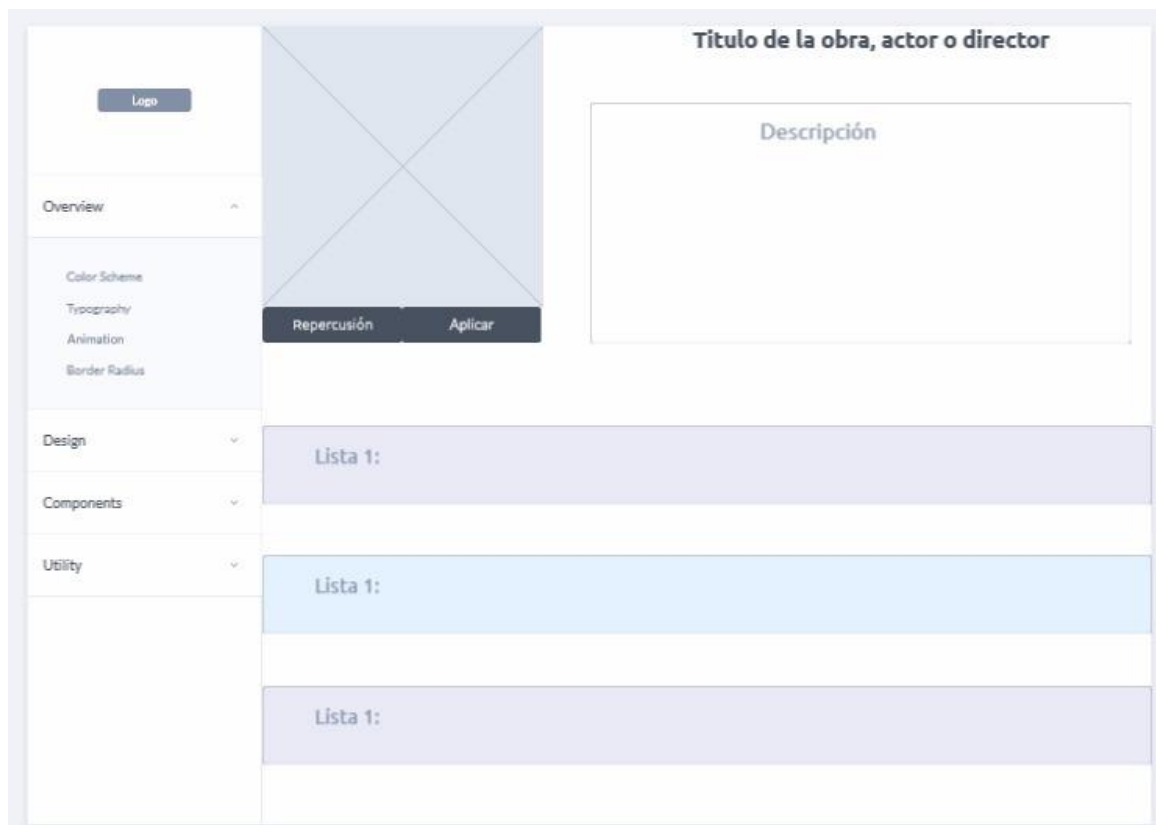 Logo
Overview
Color Scheme
Typography
Animation
Border Radius
Design
Components
Utility
Repercusión
Aplicar
Titulo de la obra, actor o director
Descripción
Lista 1:
Lista 1:
Lista 1: